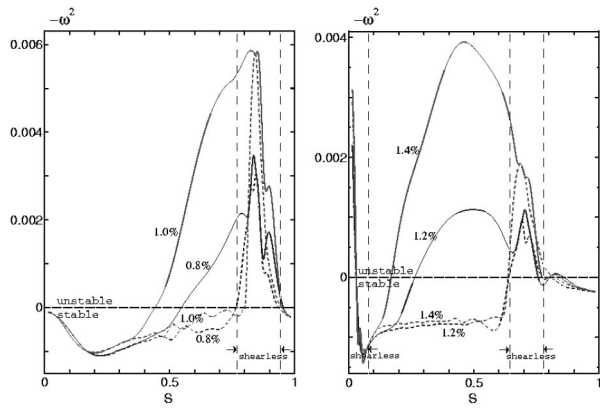 −ω²
0.006
0.004
0.002
0
1.0%
0.8%
unstable
stable
1.0%
0.8%
shearless
0
0.5
1
S
−ω²
0.004
0.002
0
−2
1.4%
1.2%
unstable
stable
1.4%
1.2%
shearless
shearless
0
0.5
1
S